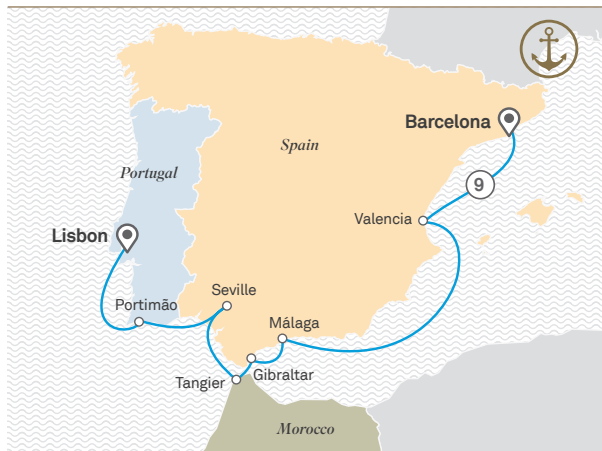 Barcelona
Spain
Portugal
9
Valencia
Lisbon
Seville
Portimão
Málaga
Gibraltar
Tangier
Morocco